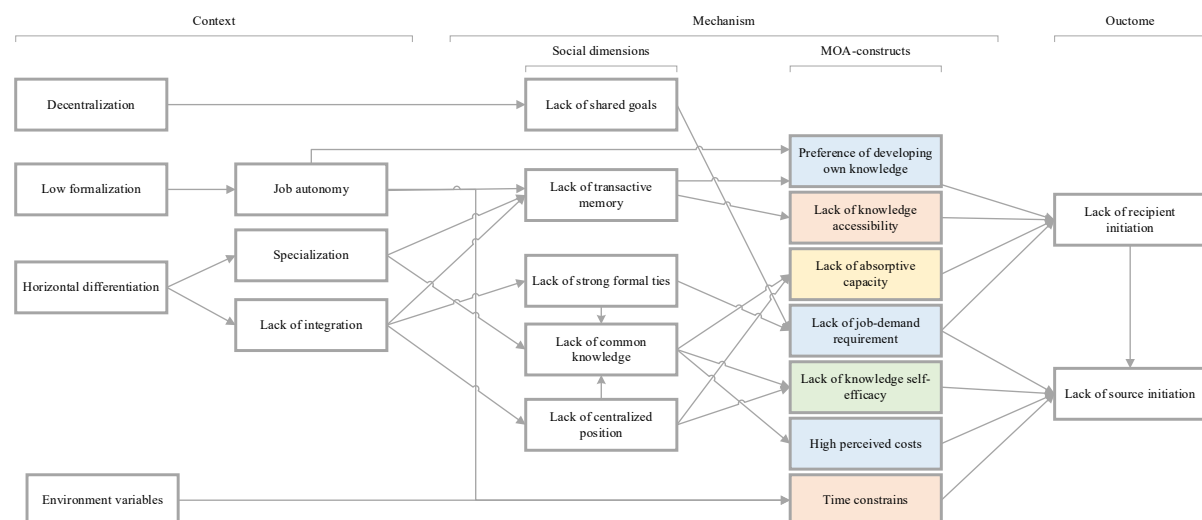 Context
Mechanism
Ouctome
Social dimensions
MOA-constructs
Decentralization
Lack of shared goals
Preference of developing
own knowledge
Low formalization
Job autonomy
Lack of transactive
memory
Lack of knowledge
accessibility
Lack of recipient
initiation
Specialization
Lack of absorptive
capacity
Horizontal differentiation
Lack of strong formal ties
Lack of integration
Lack of common
knowledge
Lack of job-demand
requirement
Lack of knowledge self-
efficacy
Lack of source initiation
Lack of centralized
position
High perceived costs
Environment variables
Time constrains